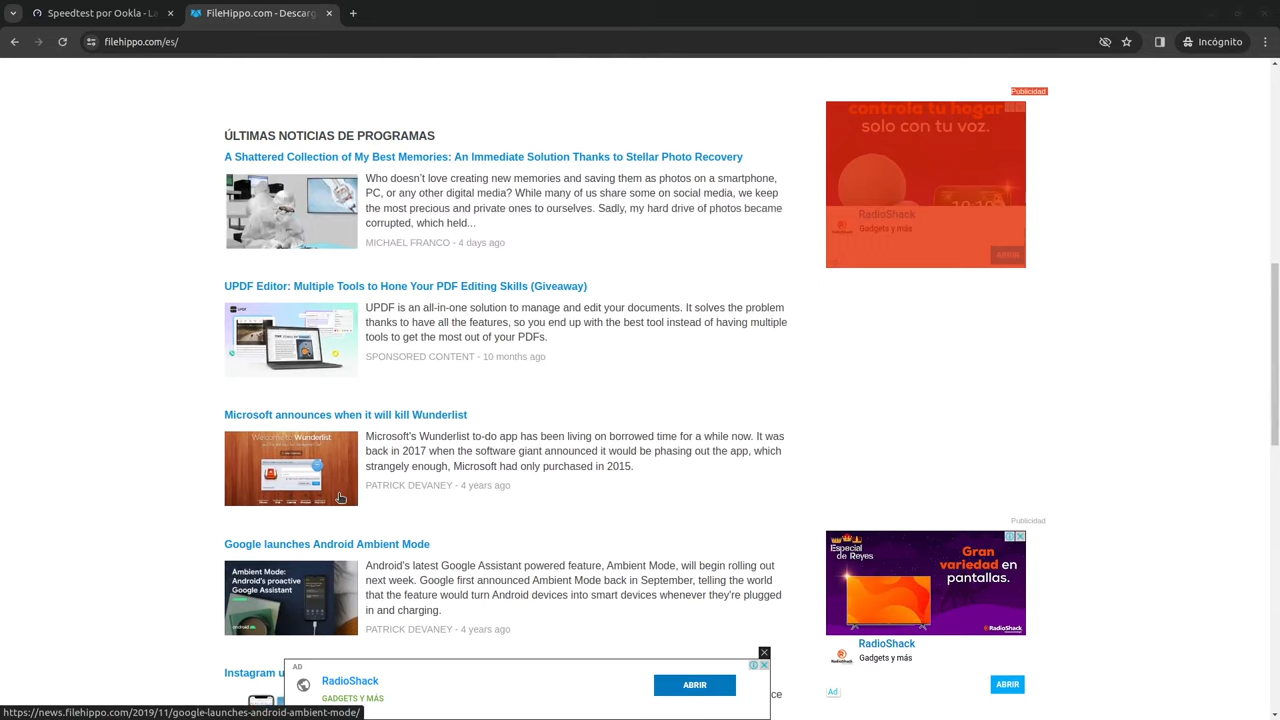 Speedtest por Ookla - Le
FileHippo.com - Descarg
filehippo.com/es/
Incógnito
Publicidad
controla tu hogar
solo con tu voz.
RadioShack
Gadgets y más
ABRIR
ÚLTIMAS NOTICIAS DE PROGRAMAS
A Shattered Collection of My Best Memories: An Immediate Solution Thanks to Stellar Photo Recovery
Who doesn't love creating new memories and saving them as photos on a smartphone,
PC, or any other digital media? While many of us share some on social media, we keep
the most precious and private ones to ourselves. Sadly, my hard drive of photos became
corrupted, which had...
MICHAEL FRANCO - 4 days ago
UPDF Editor: Multiple Tools to Hone Your PDF Editing Skills (Giveaway)
UPDF is an all-in-one solution to manage and edit your documents. It solves the problem
thanks to have all the features, so you end up with the best tool instead of having multiple
tools to get the most out of your PDFs.
SPONSORED CONTENT - 10 months ago
Microsoft announces when it will kill Wunderlist
Welcome to Wunderlist
Microsoft's Wunderlist to-do app has been living on borrowed time for a while now. It was
back in 2017 when the software giant announced it would be phasing out the app, which
strangely enough, Microsoft had only purchased in 2015.
PATRICK DEVANEY - 4 years ago
Publicidad
Especial
de Reyes
Gran
variedad en
pantallas.
RadioShack
RadioShack
Gadgets y más
ABRIR
Ad
Google launches Android Ambient Mode
Ambient Mode:
Android's proactive
Google Assistant
android
Android's latest Google Assistant powered feature, Ambient Mode, will begin rolling out
next week. Google first announced Ambient Mode back in September, telling the world
that the feature would turn Android devices into smart devices whenever they're plugged
in and charging.
PATRICK DEVANEY - 4 years ago
Instagram u
ce
AD
RadioShack
GADGETS Y MÁS
ABRIR
https://news.filehippo.com/2019/11/google-launches-android-ambient-mode/